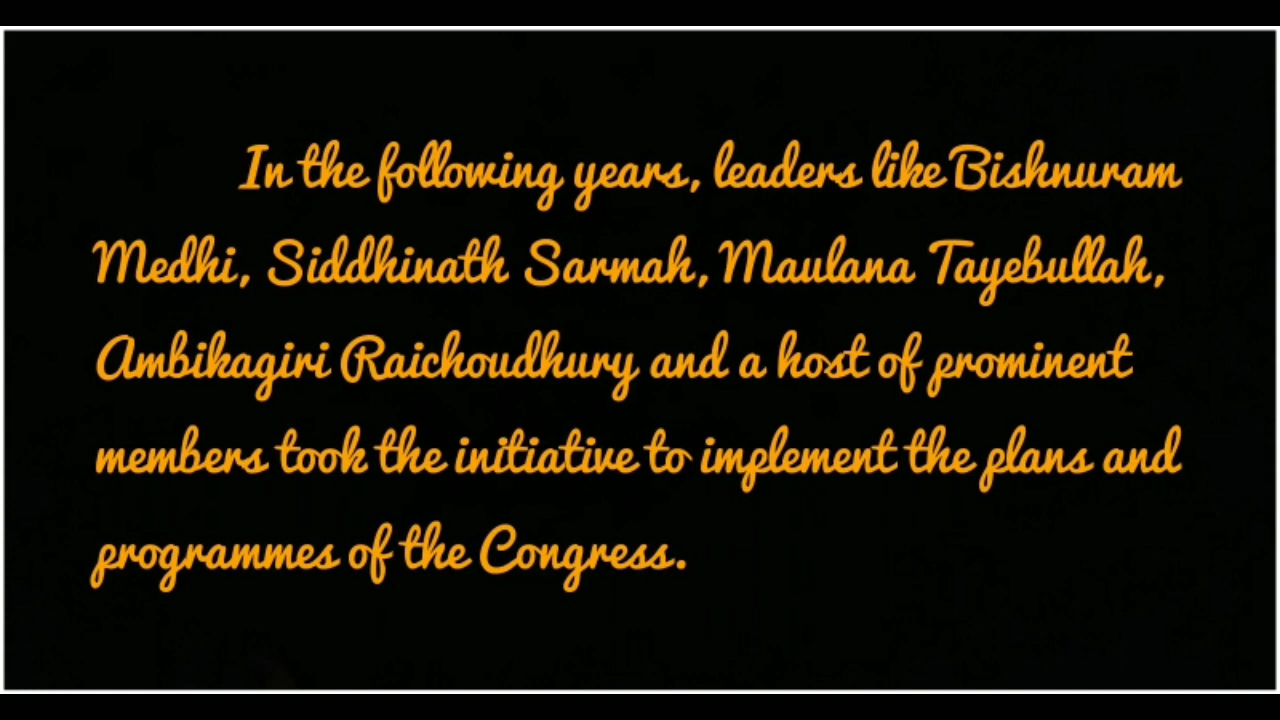 In the following years, leaders like Bishnuram
Medhi, Siddhinath Sarmah, Maulana Tayebullah,
Ambikagiri Raichoudhury and a host of prominent
members took the initiative to implement the plans and
programmes of the Congress.